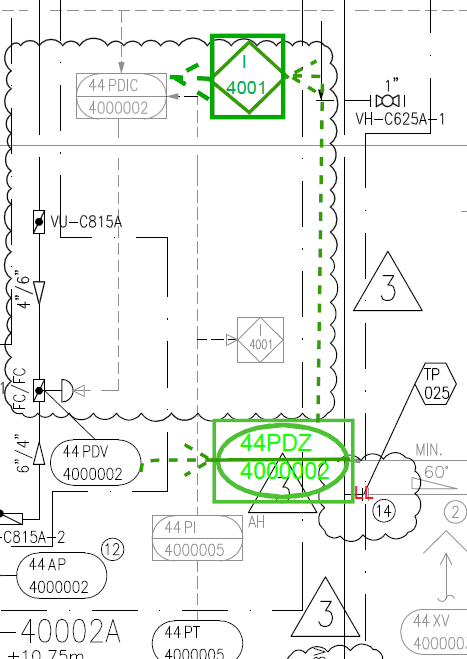 I
4001
44 PDIC
4000002
1"
VH-C625A-1
VU-C815A
3
4"/6"
I
4001
TP
025
FC/FC
44PDZ
4000002
6"/4"
44 PDV
4000002
MIN.
60°
3
LL
AH
14
2
44 PI
4000005
C815A-2
12
44 AP
4000002
3
44 XV
40002A
44 PT
4000005
+10.75m